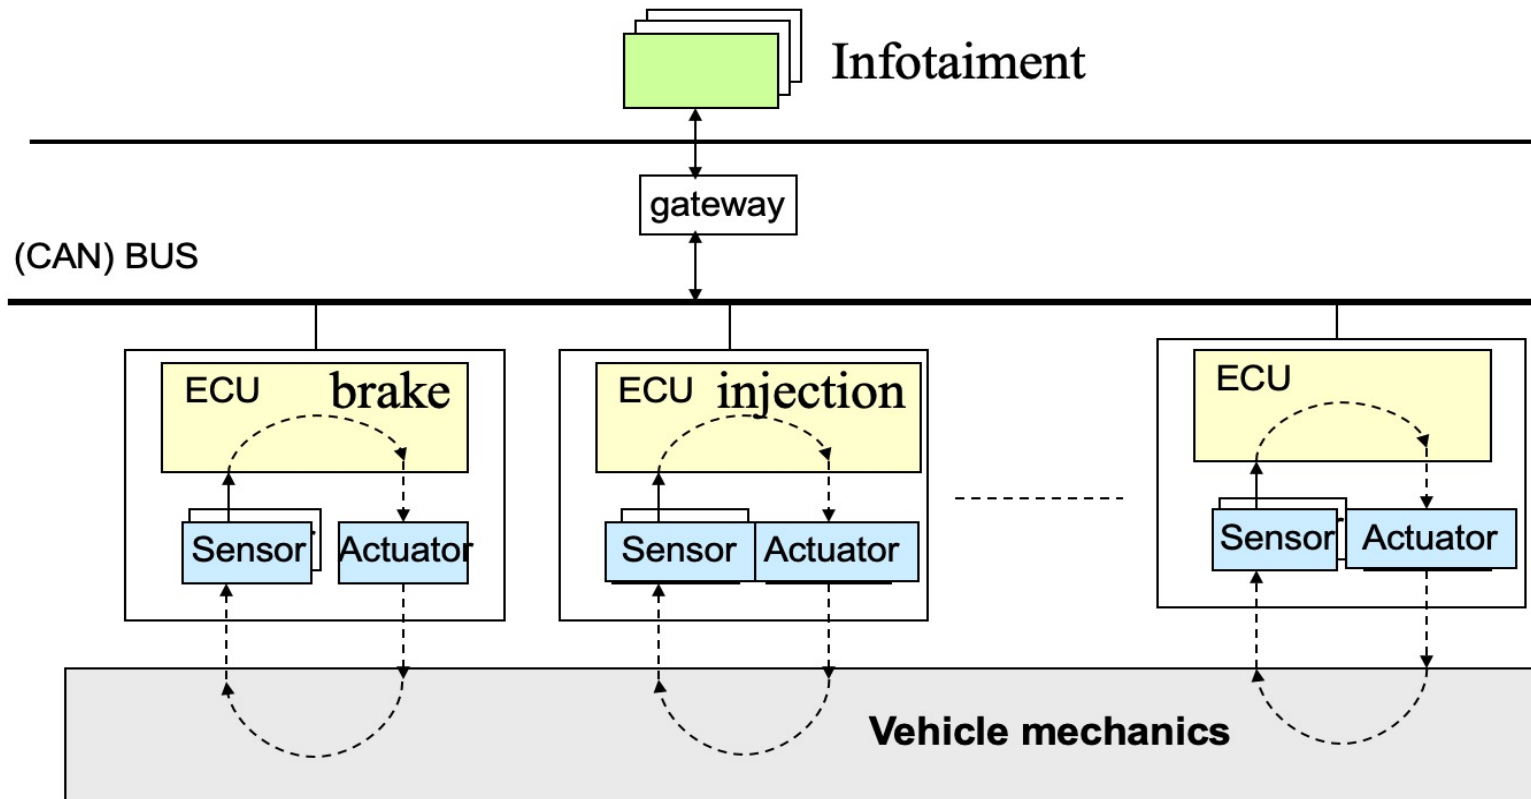 Infotaiment
gateway
(CAN) BUS
ECU brake
ECU injection
ECU
Sensor Actuator
Sensor Actuator
Sensor Actuator
Vehicle mechanics